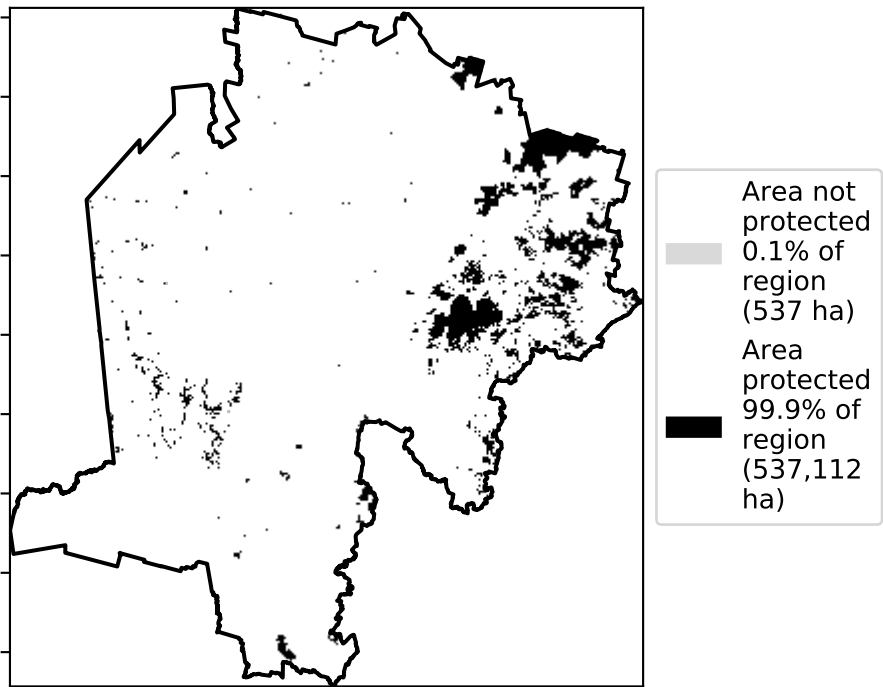 Area not
protected
0.1% of
region
(537 ha)
Area
protected
99.9% of
region
(537,112
ha)